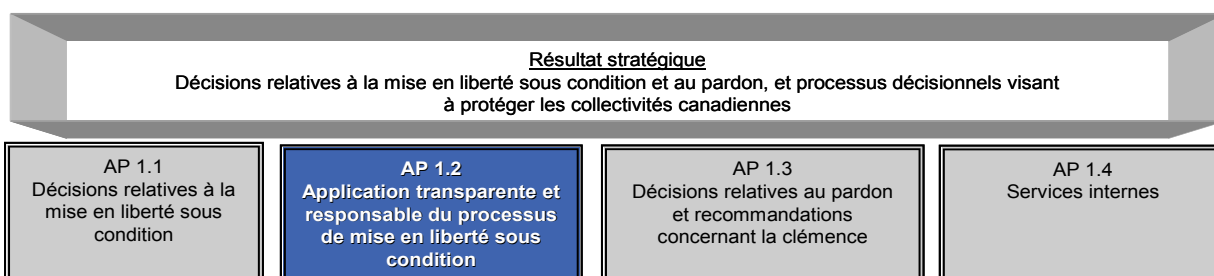 Résultat stratégique
Décisions relatives à la mise en liberté sous condition et au pardon, et processus décisionnels visant
à protéger les collectivités canadiennes
AP 1.1
Décisions relatives à la
mise en liberté sous
condition
AP 1.2
Application transparente et
responsable du processus
de mise en liberté sous
condition
AP 1.3
Décisions relatives au pardon
et recommandations
concernant la clémence
AP 1.4
Services internes